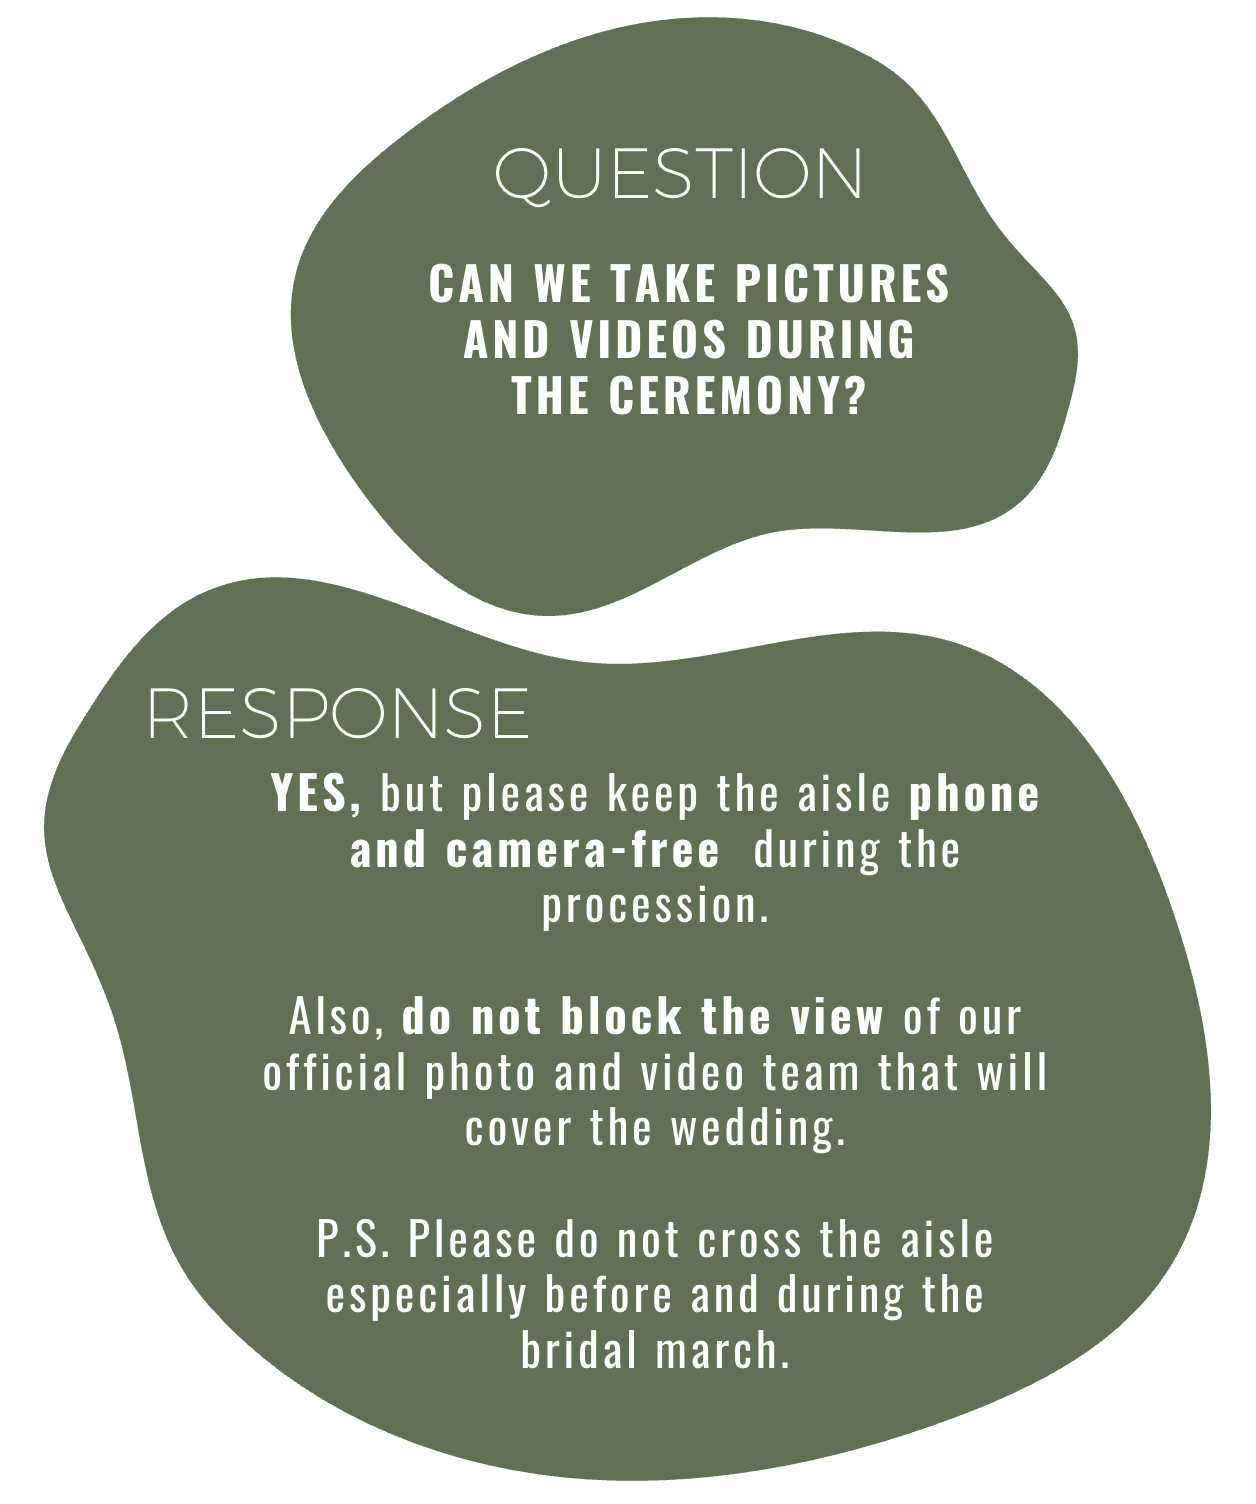 QUESTION
CAN WE TAKE PICTURES
AND VIDEOS DURING
THE CEREMONY?
RESPONSE
YES, but please keep the aisle phone
and camera-free during the
procession.
Also, do not block the view of our
official photo and video team that will
cover the wedding.
P.S. Please do not cross the aisle
especially before and during the
bridal march.